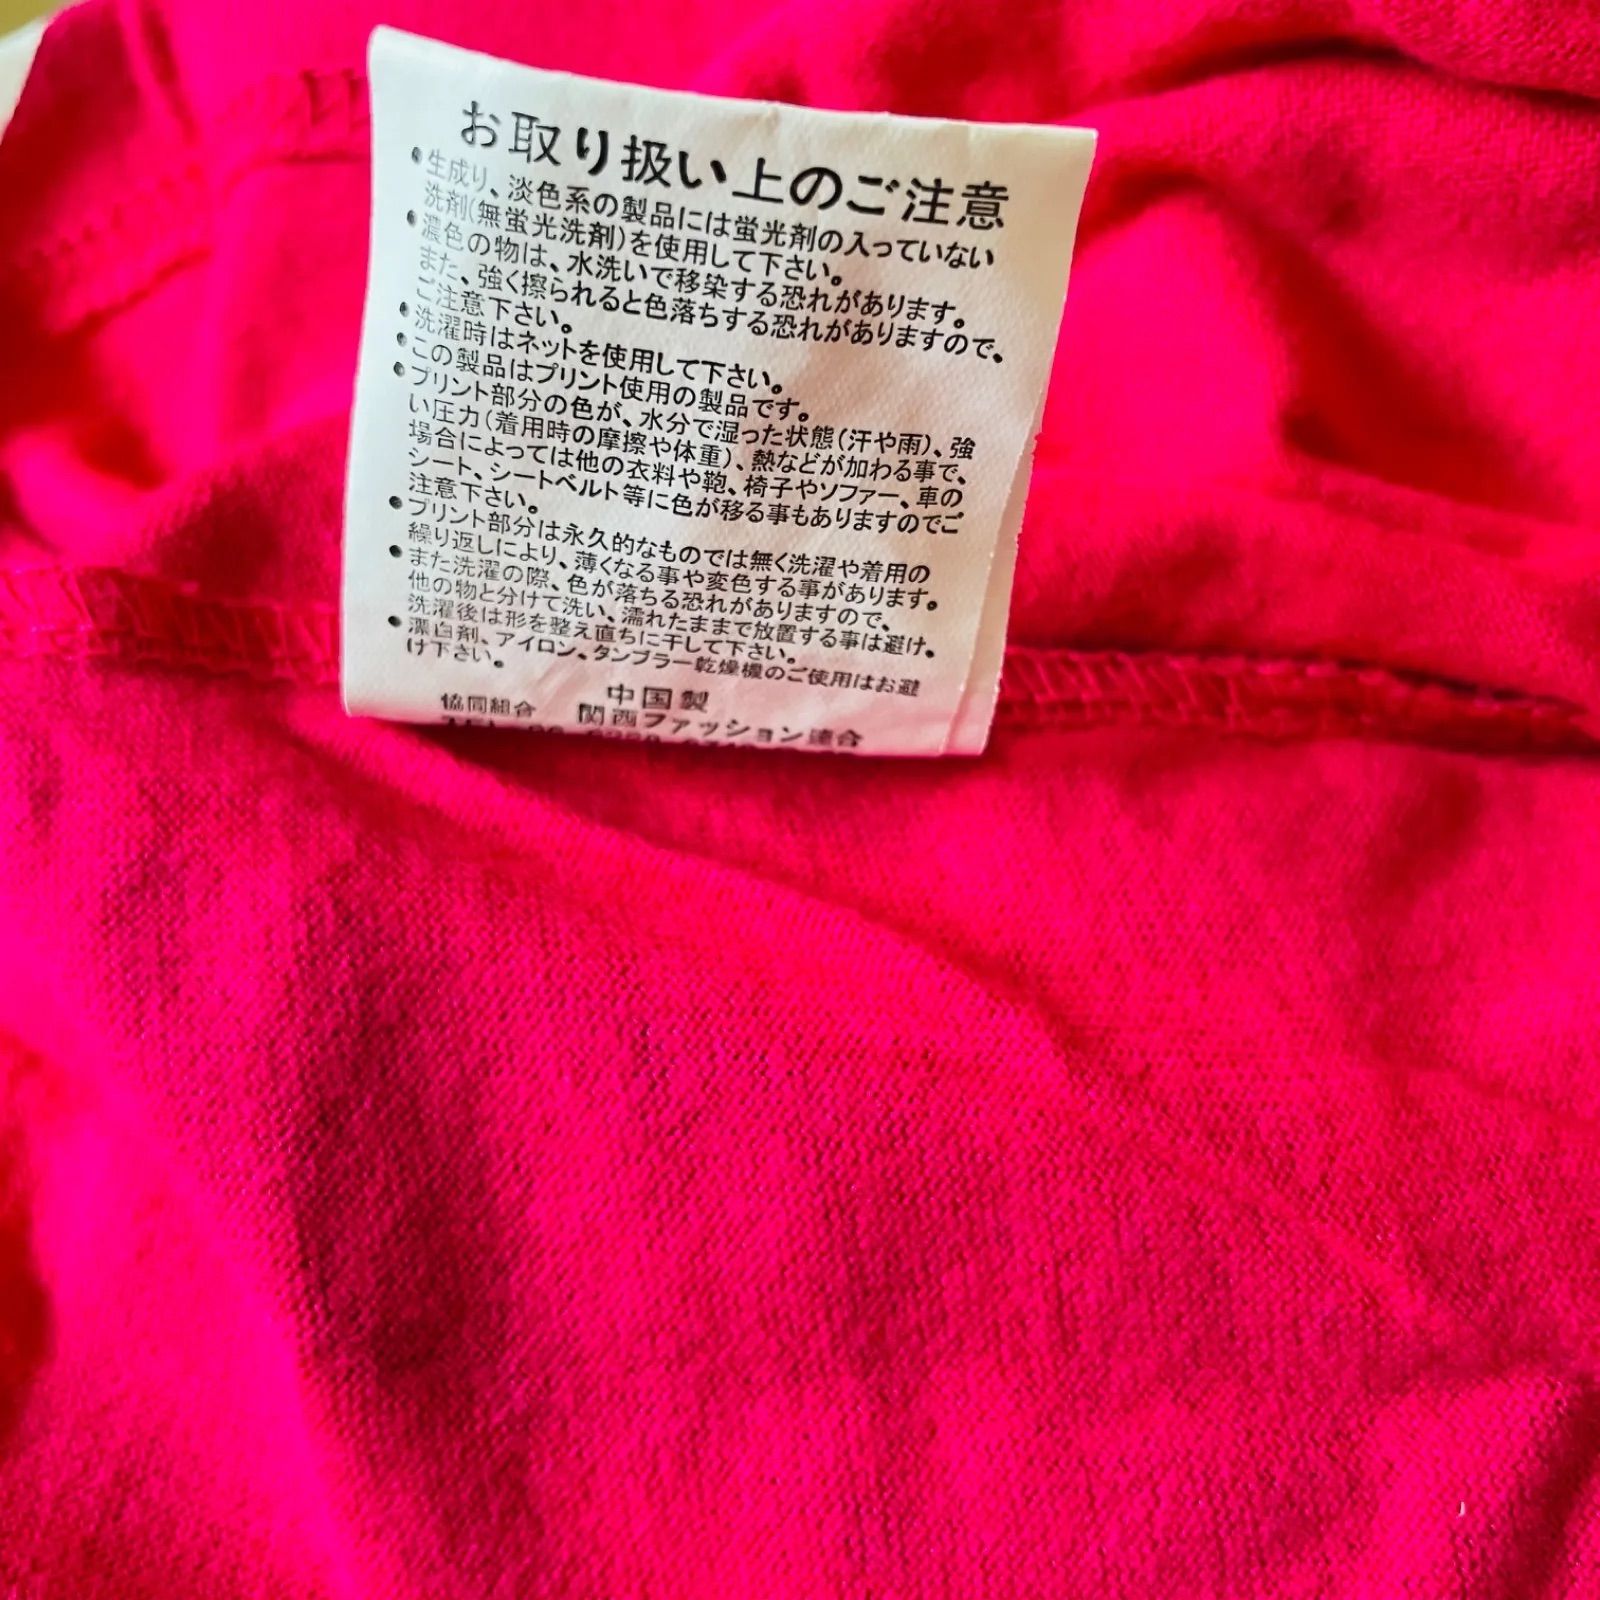 お取り扱い上のご注意
●生成り、淡色系の製品には蛍光剤の入っていない
洗剤(無蛍光洗剤)を使用して下さい。
●濃色の物は、水洗いで移染する恐れがあります。
また、強く擦られると色落ちする恐れがありますので、
ご注意下さい。
●洗濯時はネットを使用して下さい。
●この製品はプリント使用の製品です。
●プリント部分の色が、水分で湿った状態(汗や雨)、強
い圧力(着用時の摩擦や体重)、熱などが加わる事で、
場合によっては他の衣料や鞄、椅子やソファー、車の
シート、シートベルト等に色が移る事もありますのでご
注意下さい。
●プリント部分は永久的なものでは無く洗濯や着用の
繰り返しにより、薄くなる事や変色する事があります。
●また洗濯の際、色が落ちる恐れがありますので、
他の物と分けて洗い、濡れたままで放置する事は避け、
洗濯後は形を整え直ちに干して下さい。
●漂白剤、アイロン、タンブラー乾燥機のご使用はお避
け下さい。
中国製
協同組合 関西ファッション連合